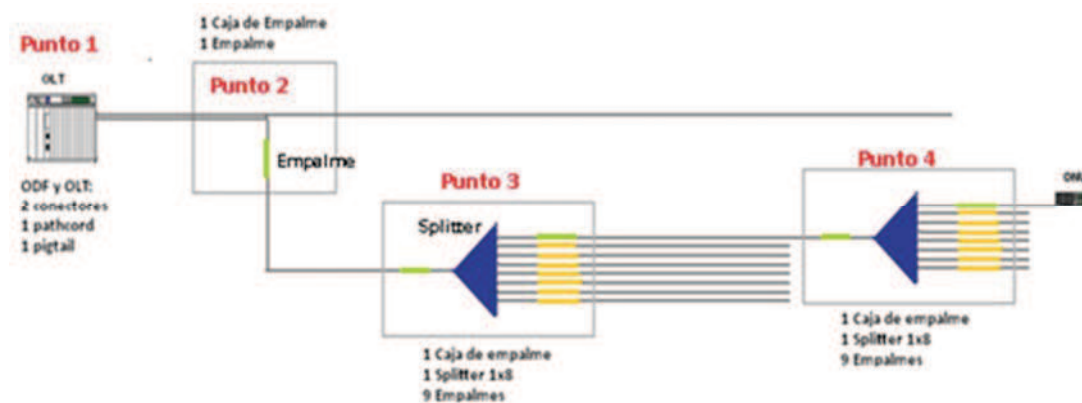 Punto 1
OLT
ODF y OLT:
2 conectores
1 pathcord
1 pigtail
1 Caja de Empalme
1 Empalme
Punto 2
Empalme
Punto 3
Splitter
1 Caja de empalme
1 Splitter 1x8
9 Empalmes
Punto 4
1 Caja de empalme
1 Splitter 1x8
9 Empalmes